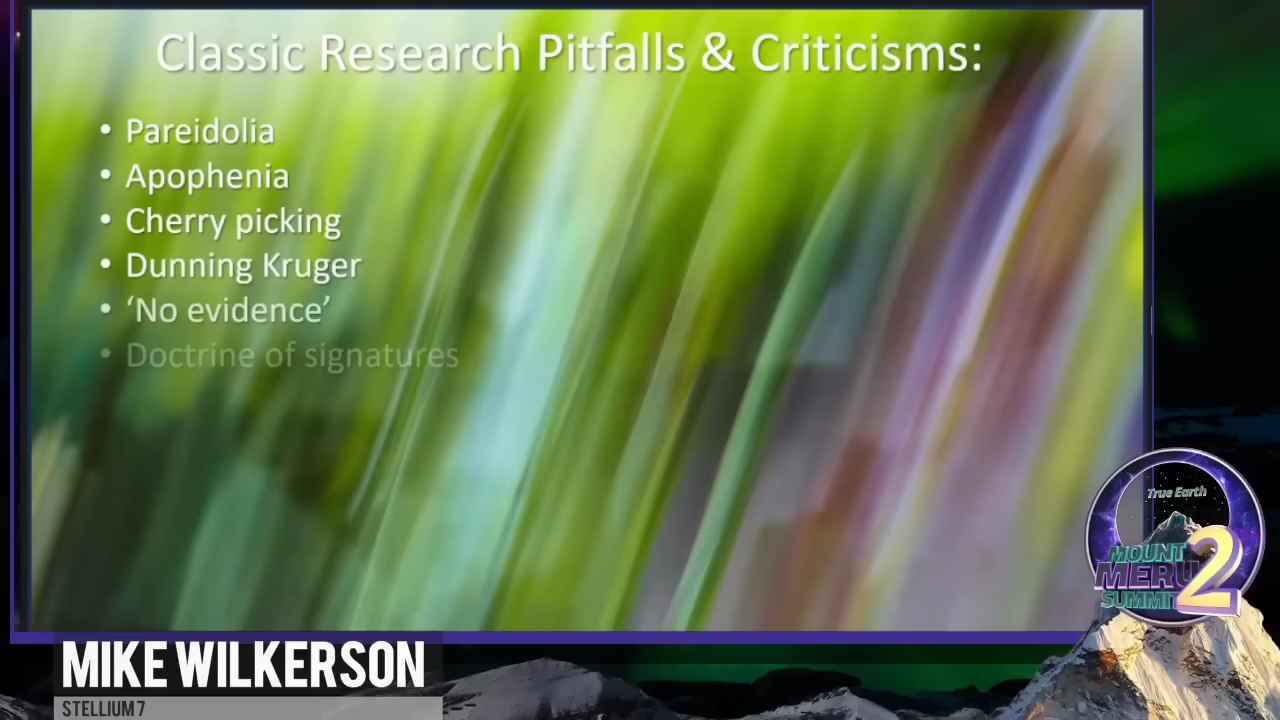 Classic Research Pitfalls & Criticisms:
• Pareidolia
• Apophenia
• Cherry picking
• Dunning Kruger
• ‘No evidence’
• Doctrine of signatures
True Earth
MOUNT
MERU
SUMMIT
2
MIKE WILKERSON
STELLIUM 7